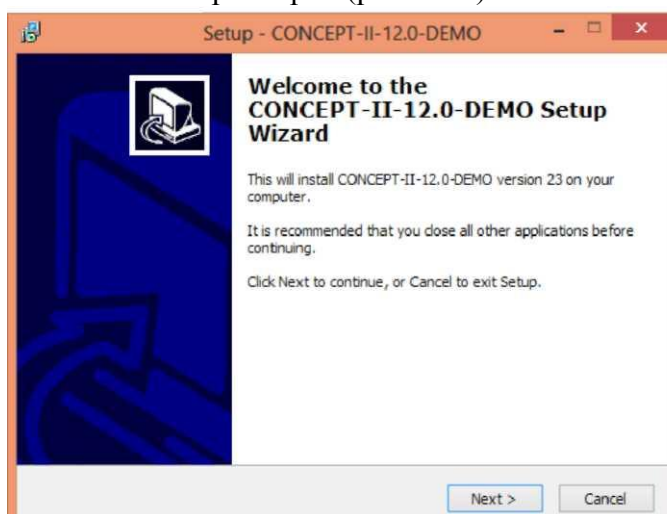 Setup - CONCEPT-II-12.0-DEMO
Welcome to the
CONCEPT-II-12.0-DEMO Setup
Wizard
This will install CONCEPT-II-12.0-DEMO version 23 on your
computer.
It is recommended that you close all other applications before
continuing.
Click Next to continue, or Cancel to exit Setup.
Next >
Cancel